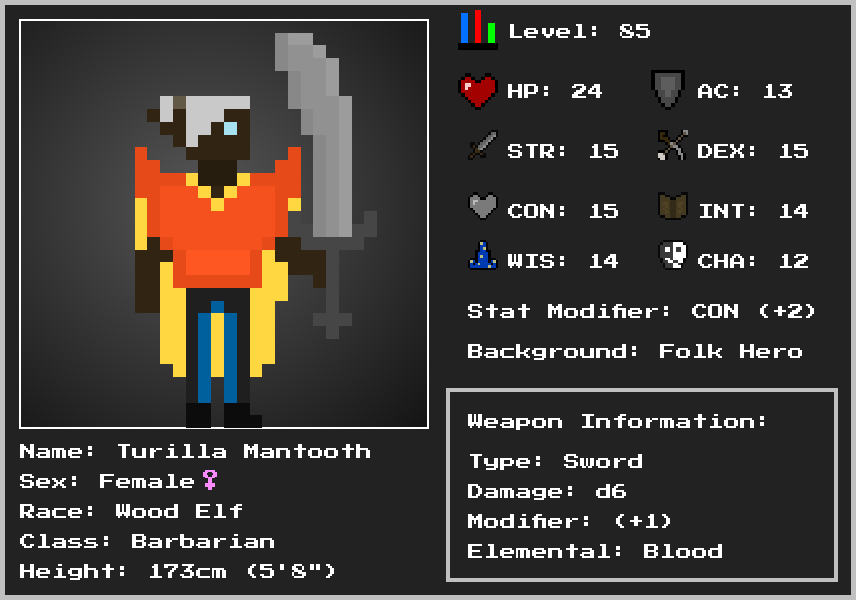 Level: 85
HP: 24
AC: 13
STR: 15
DEX: 15
CON: 15
INT: 14
WIS: 14
CHA: 12
Stat Modifier: CON (+2)
Background: Folk Hero
Weapon Information:
Type: Sword
Damage: d6
Modifier: (+1)
Elemental: Blood
Name: Turilla Mantooth
Sex: Female♀
Race: Wood Elf
Class: Barbarian
Height: 173cm (5'8")